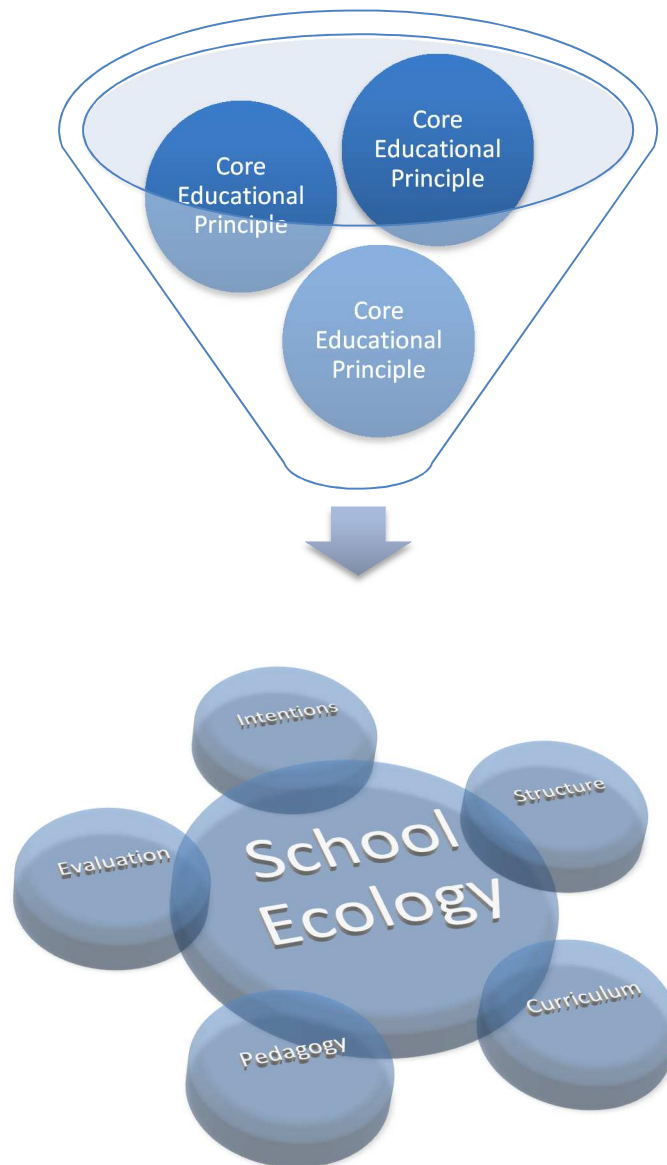 Core
Educational
Principle
Core
Educational
Principle
Core
Educational
Principle
Intentions
Structure
Evaluation
School
Ecology
Curriculum
Pedagogy